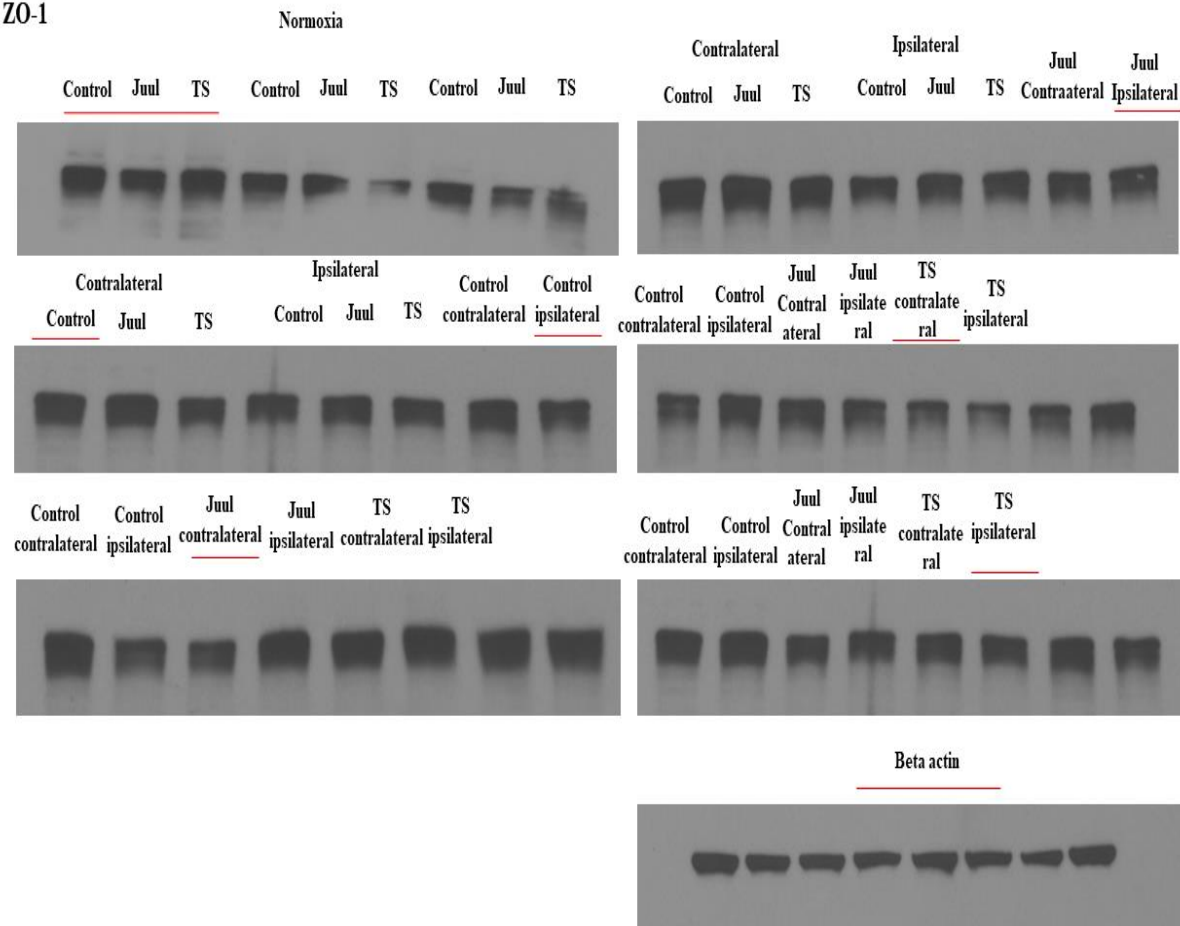 ZO-1
Normoxia
Control Juul TS Control Juul TS Control Juul TS
Contralateral Ipsilateral
Control Juul TS Control Juul TS Juul Contraateral Juul Ipsilateral
Contralateral Ipsilateral
Control Juul TS Control Juul TS Control contralateral Control ipsilateral
Control contralateral
Control ipsilateral
Juul Contral ateral
Juul ipsilate ral
TS contralate ral
TS ipsilateral
Control contralateral
Control ipsilateral
Juul contralateral
Juul ipsilateral
TS contralateral
TS ipsilateral
Control contralateral
Control ipsilateral
Juul Contral ateral
Juul ipsilate ral
TS contralate ral
TS ipsilateral
Beta actin